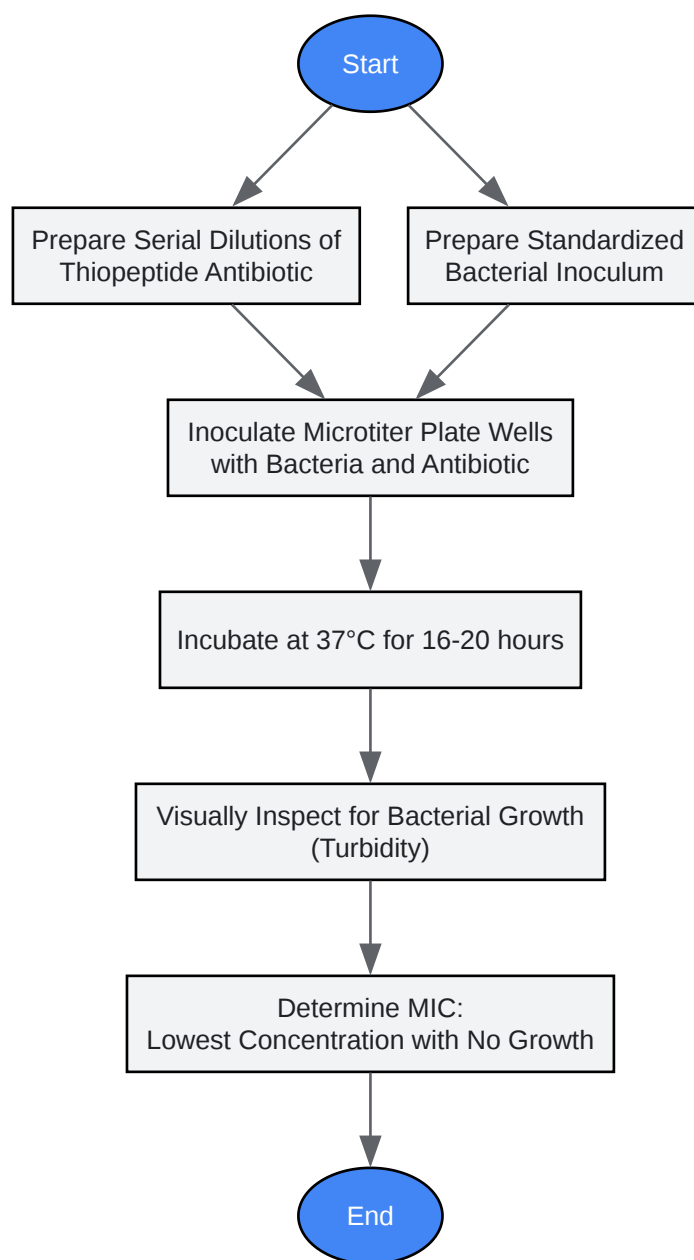 Start
Prepare Serial Dilutions of
Thiopeptide Antibiotic
Prepare Standardized
Bacterial Inoculum
Inoculate Microtiter Plate Wells
with Bacteria and Antibiotic
Incubate at 37°C for 16-20 hours
Visually Inspect for Bacterial Growth
(Turbidity)
Determine MIC:
Lowest Concentration with No Growth
End